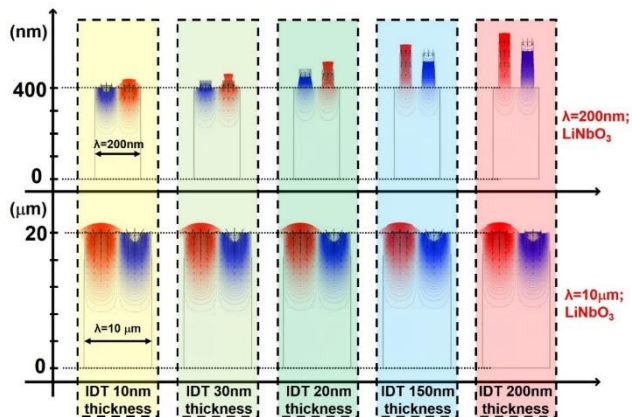 (nm)
400
λ=200nm
λ=200nm;
LiNbO₃
0
(μm)
20
λ=10 μm
λ=10μm;
LiNbO₃
0
IDT 10nm
thickness
IDT 30nm
thickness
IDT 20nm
thickness
IDT 150nm
thickness
IDT 200nm
thickness